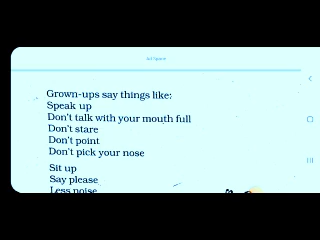 Ad Space
Grown-ups say things like:
Speak up
Don't talk with your mouth full
Don't stare
Don't point
Don't pick your nose
Sit up
Say please
Less noise